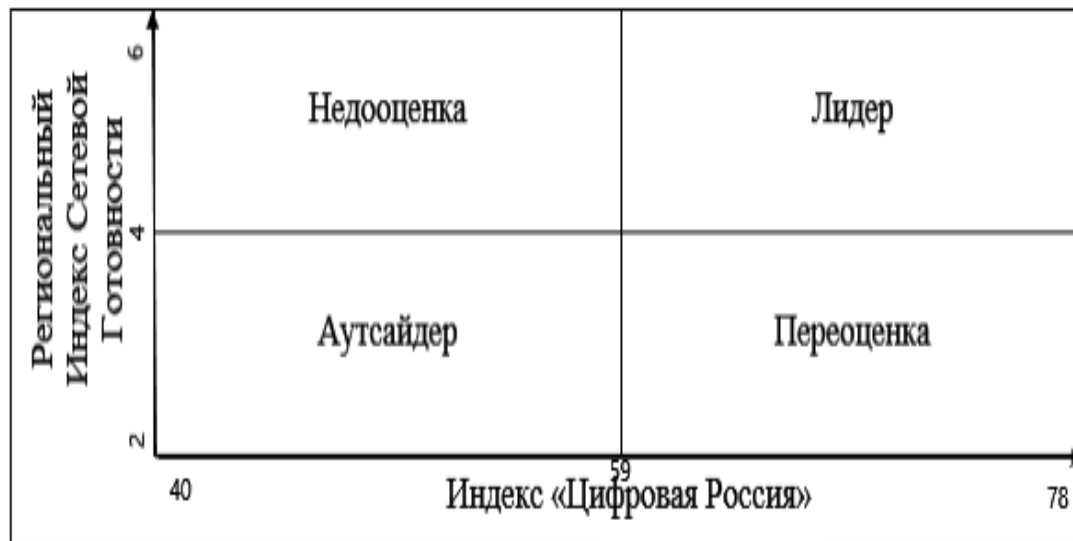 Региональный
Индекс Сетевой
Готовности
6
4
2
Недооценка
Лидер
Аутсайдер
Переоценка
40
59
78
Индекс «Цифровая Россия»